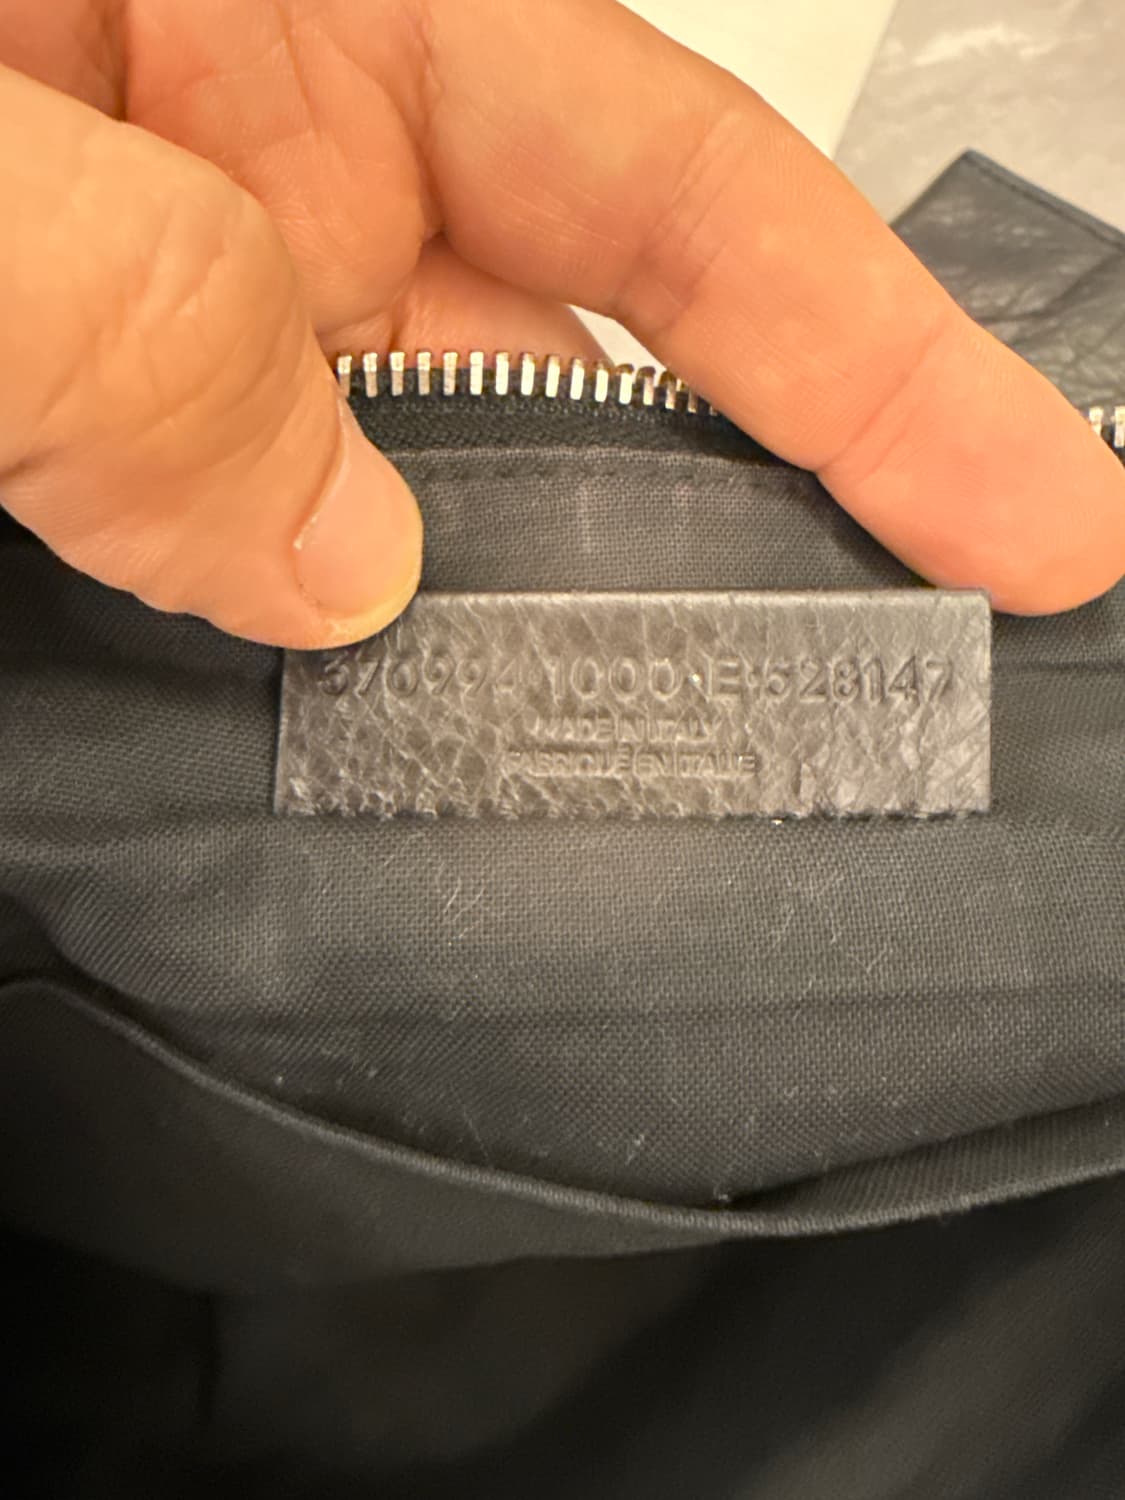 370994·1000·E·528147
MADE IN ITALY
FABRIQUÉ EN ITALIE